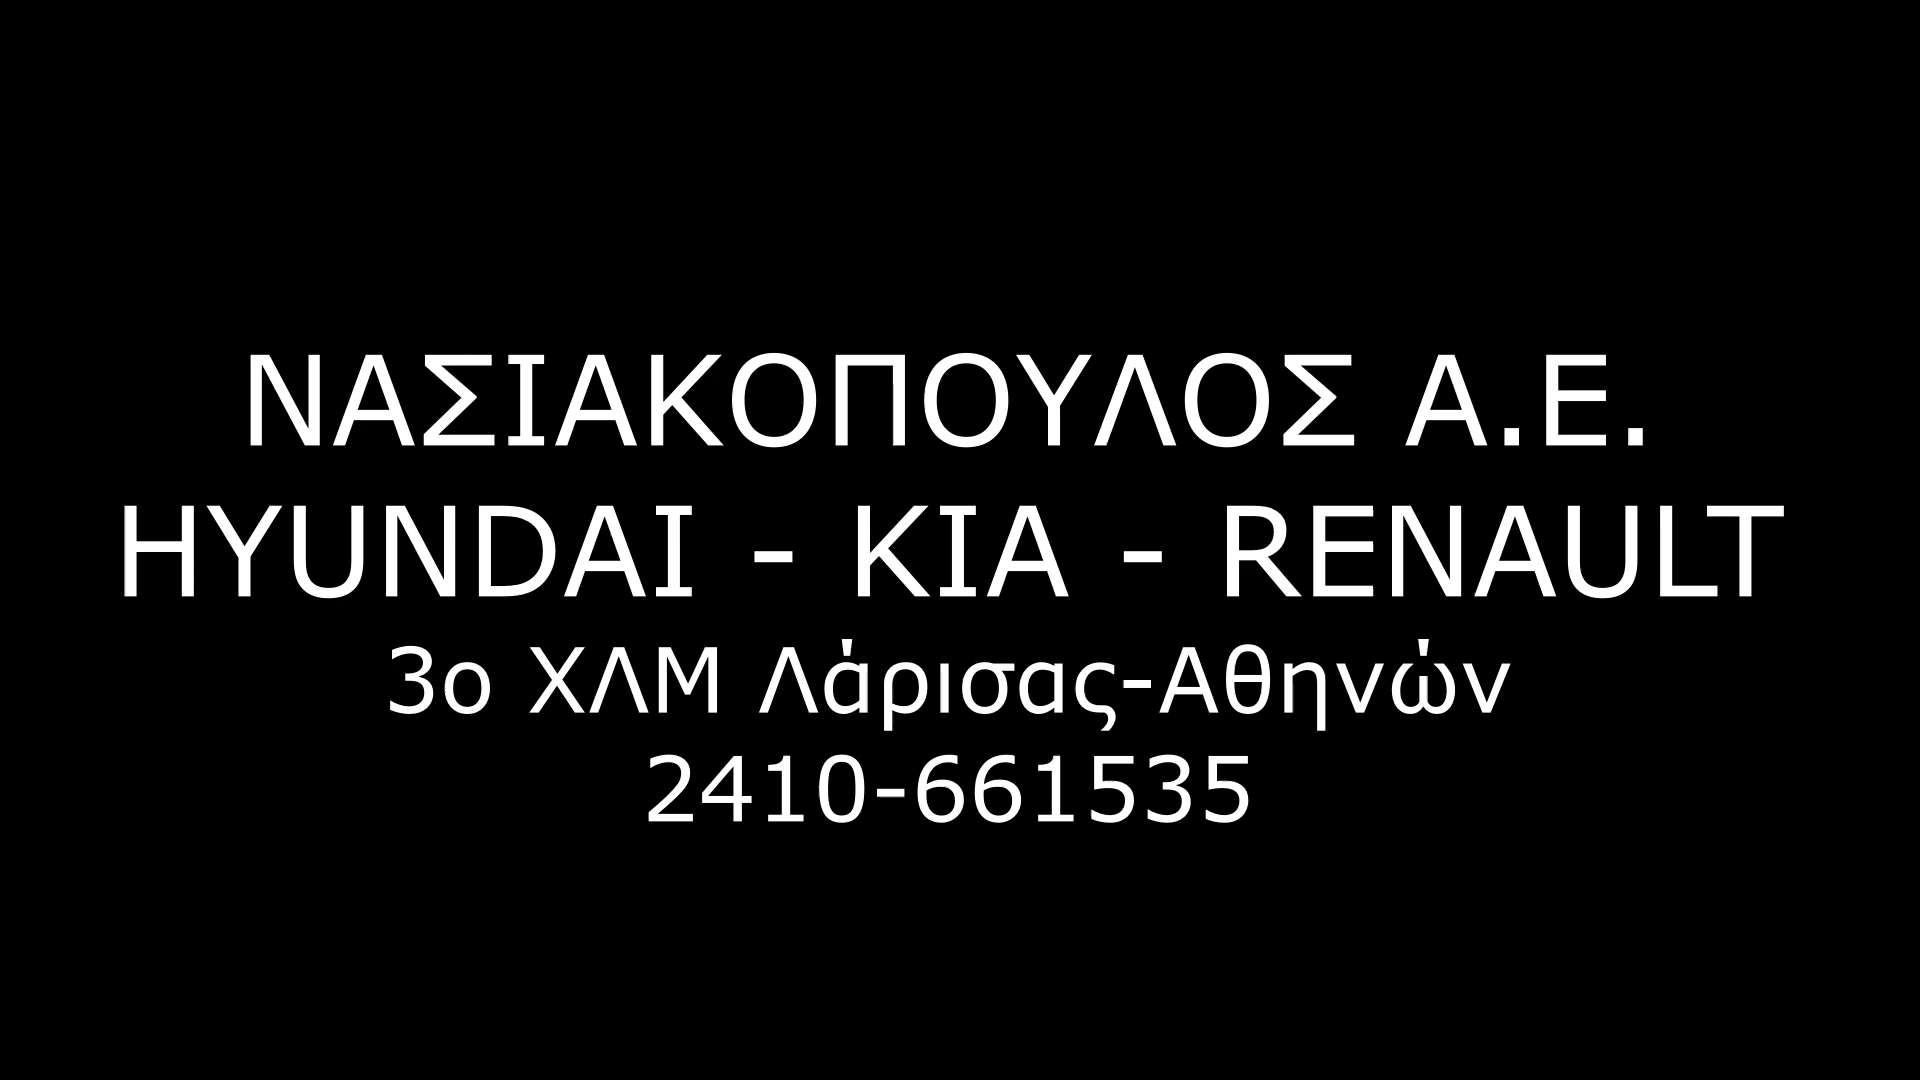 ΝΑΣΙΑΚΟΠΟΥΛΟΣ Α.Ε.
HYUNDAI - KIA - RENAULT
3ο ΧΛΜ Λάρισας-Αθηνών
2410-661535